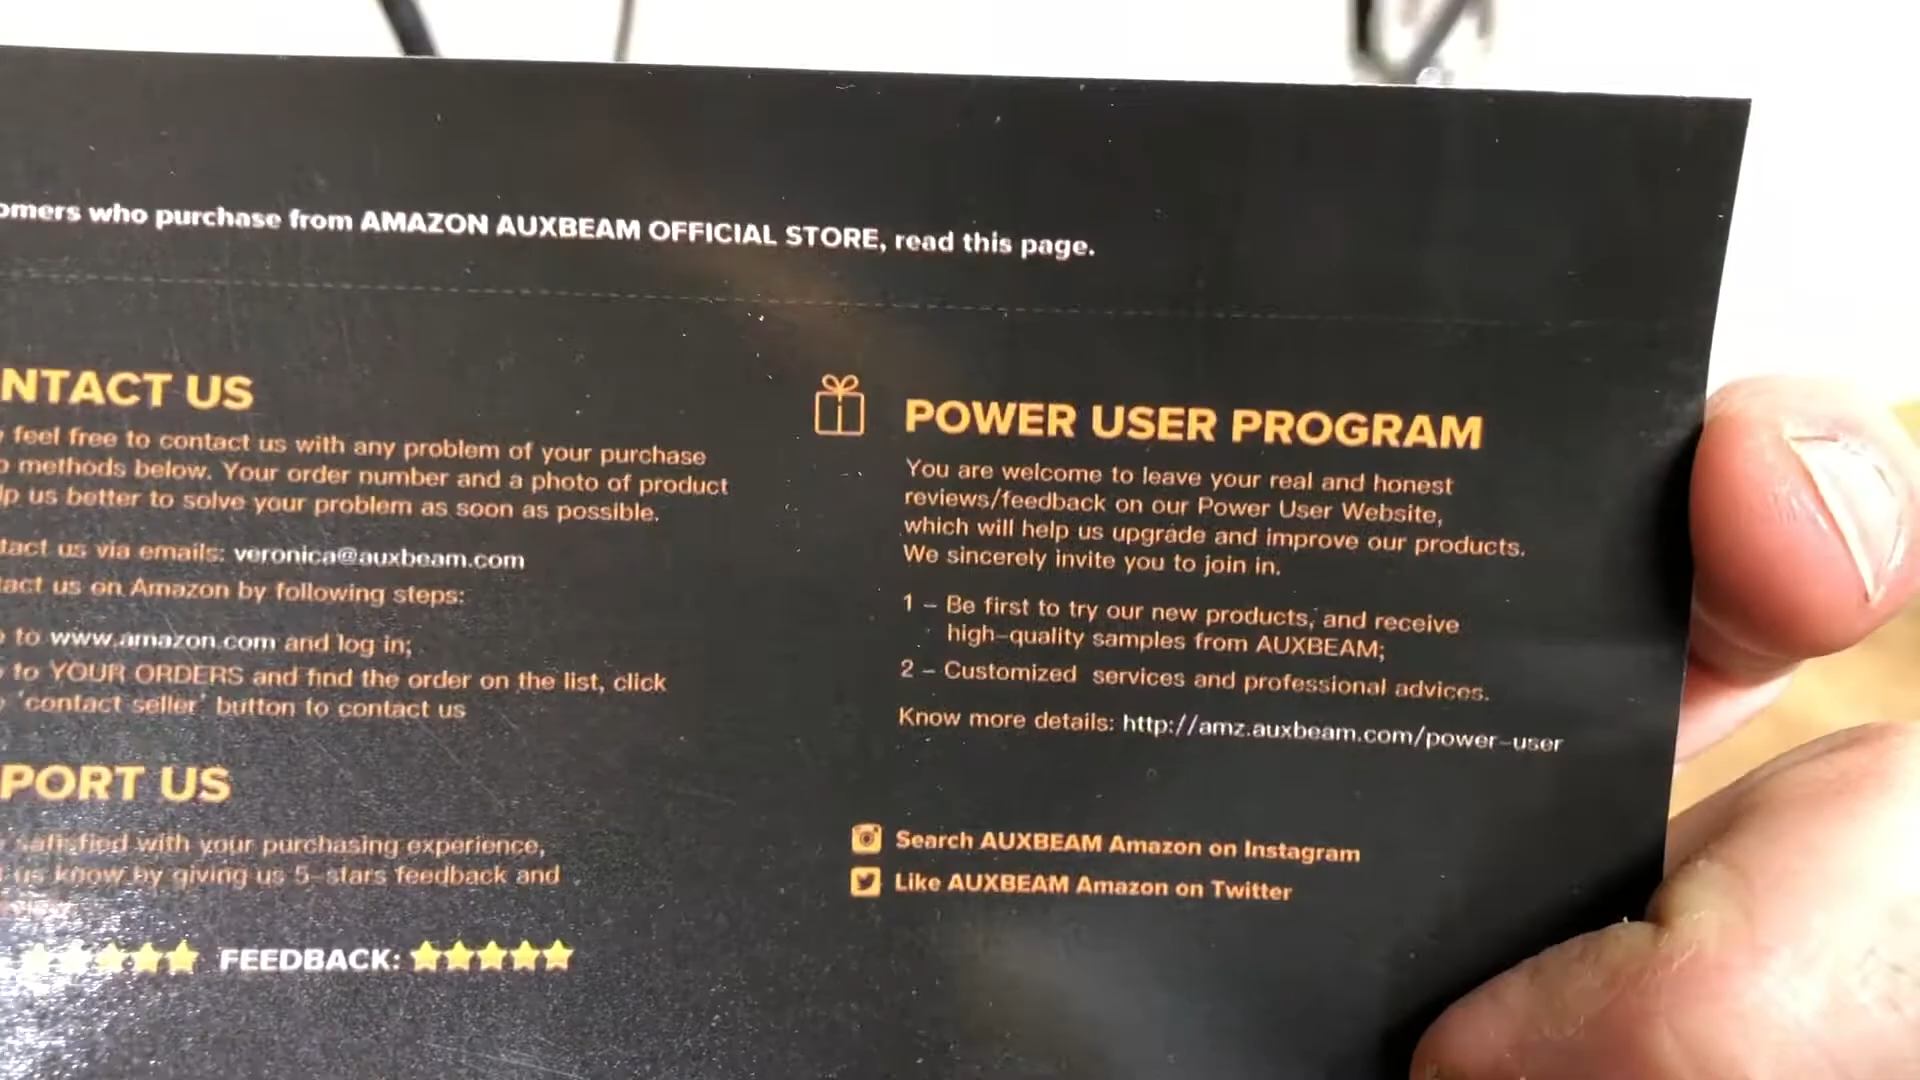 omers who purchase from AMAZON AUXBEAM OFFICIAL STORE, read this page.
NTACT US
feel free to contact us with any problem of your purchase
methods below. Your order number and a photo of product
lp us better to solve your problem as soon as possible.
tact us via emails: veronica@auxbeam.com
tact us on Amazon by following steps:
to www.amazon.com and log in;
to YOUR ORDERS and find the order on the list, click
'contact seller' button to contact us
PORT US
satisfied with your purchasing experience,
us know by giving us 5-stars feedback and
FEEDBACK:
POWER USER PROGRAM
You are welcome to leave your real and honest
reviews/feedback on our Power User Website,
which will help us upgrade and improve our products.
We sincerely invite you to join in.
1 - Be first to try our new products, and receive
high-quality samples from AUXBEAM;
2 - Customized services and professional advices.
Know more details: http://amz.auxbeam.com/power-user
Search AUXBEAM Amazon on Instagram
Like AUXBEAM Amazon on Twitter